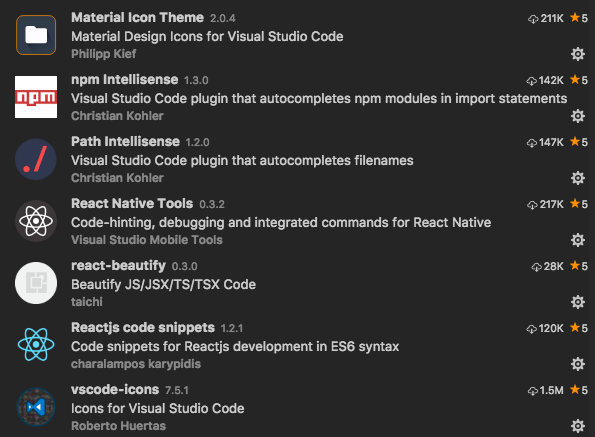 Material Icon Theme 2.0.4 211K ★5
Material Design Icons for Visual Studio Code
Philipp Kief
npm npm Intellisense 1.3.0 142K ★5
Visual Studio Code plugin that autocompletes npm modules in import statements
Christian Kohler
./ Path Intellisense 1.2.0 147K ★5
Visual Studio Code plugin that autocompletes filenames
Christian Kohler
React Native Tools 0.3.2 217K ★5
Code-hinting, debugging and integrated commands for React Native
Visual Studio Mobile Tools
react-beautify 0.3.0 28K ★5
Beautify JS/JSX/TS/TSX Code
taichi
Reactjs code snippets 1.2.1 120K ★5
Code snippets for Reactjs development in ES6 syntax
charalampos karypidis
vscode-icons 7.5.1 1.5M ★5
Icons for Visual Studio Code
Roberto Huertas